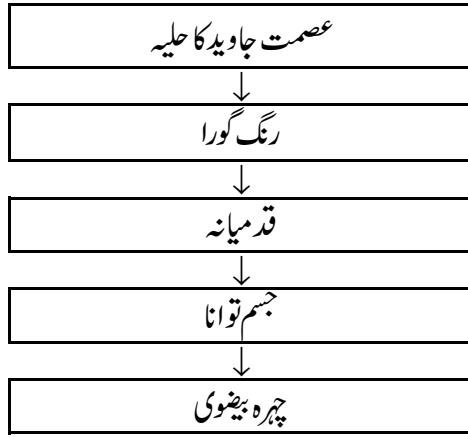 عصمت جاوید کا حلیہ
رنگ گورا
قد میانہ
جسم توانا
چہرہ بیضوی